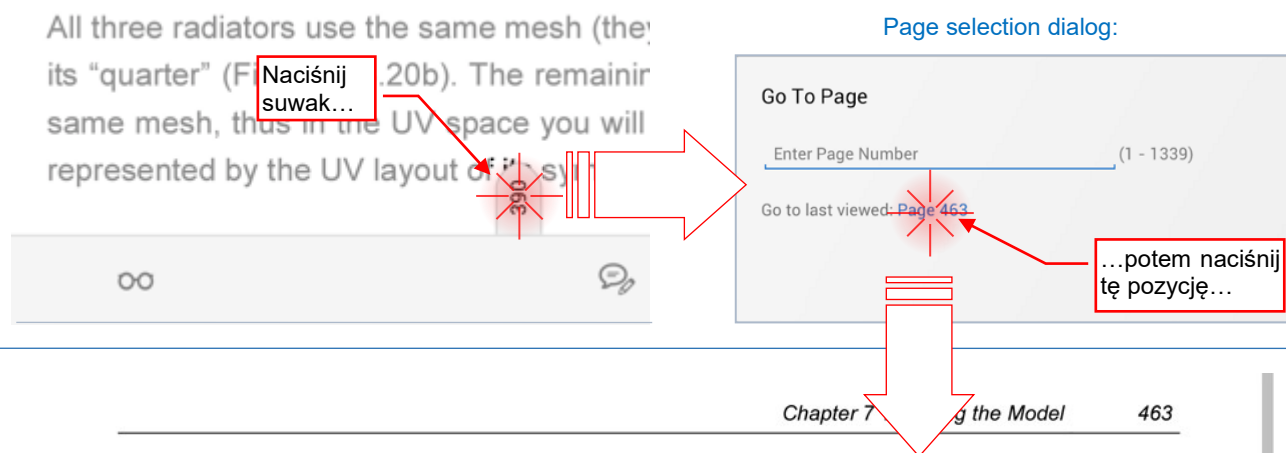 All three radiators use the same mesh (they
its “quarter” (Fi .20b). The remainin
same mesh, thus in the UV space you will
represented by the UV layout of sym
Naciśnij
suwak…
390
Page selection dialog:
Go To Page
Enter Page Number (1 - 1339)
Go to last viewed: Page 463
…potem naciśnij
tę pozycję…
Chapter 7 g the Model 463